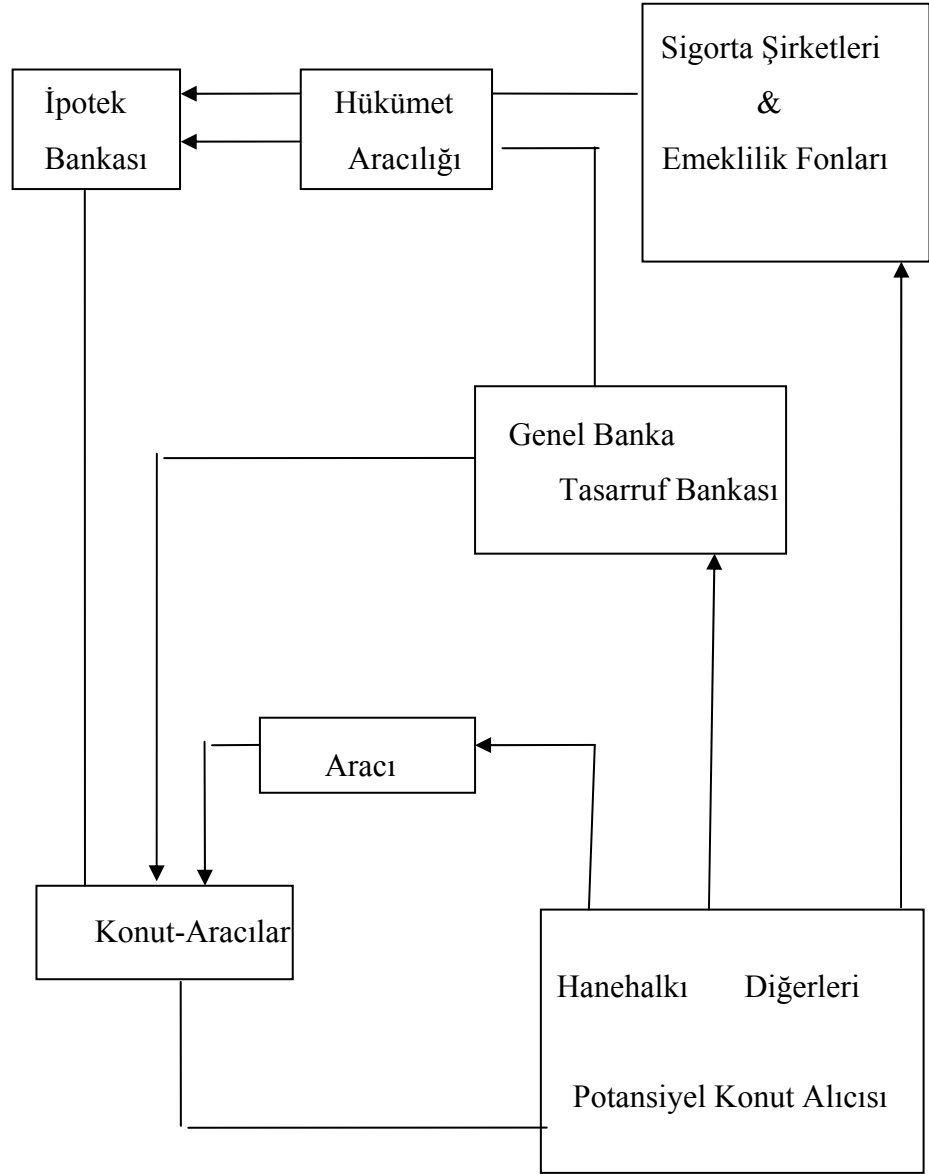 Sigorta Şirketleri
&
Emeklilik Fonları
İpotek
Bankası
Hükümet
Aracılığı
Genel Banka
Tasarruf Bankası
Aracı
Konut-Aracılar
Hanehalkı Diğerleri
Potansiyel Konut Alıcısı